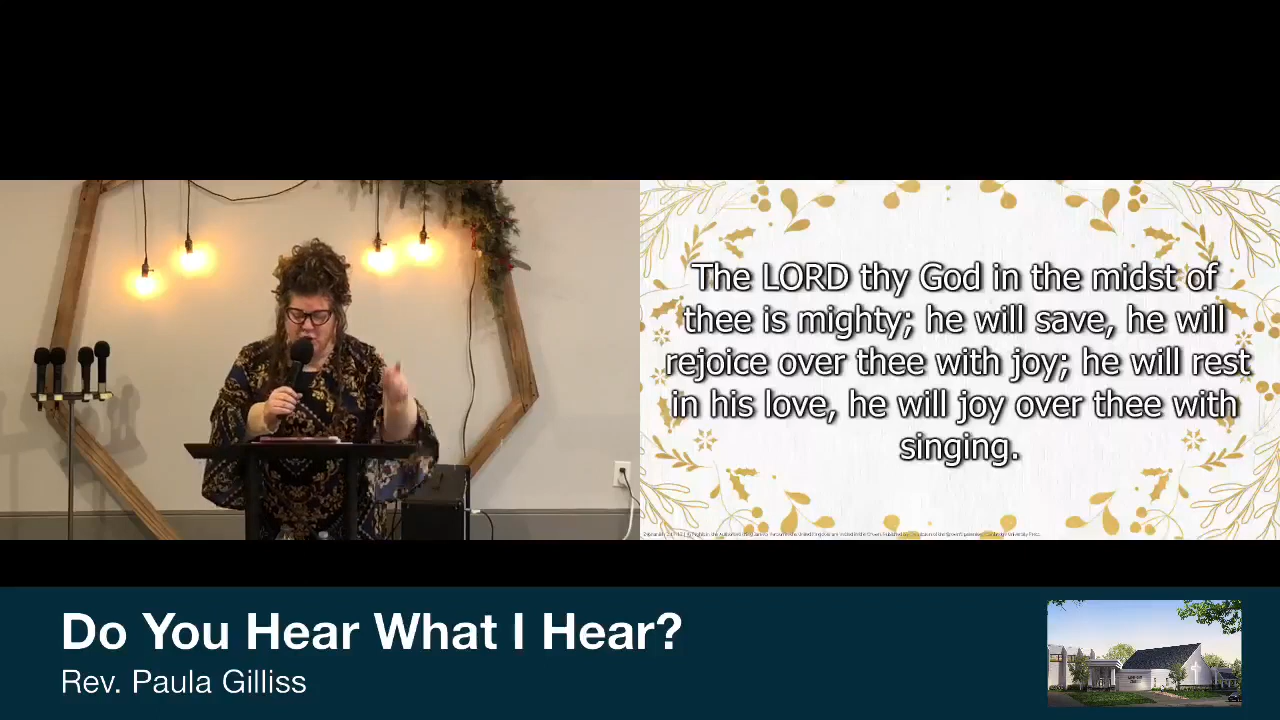 The LORD thy God in the midst of
thee is mighty; he will save, he will
rejoice over thee with joy; he will rest
in his love, he will joy over thee with
singing.
Do You Hear What I Hear?
Rev. Paula Gilliss